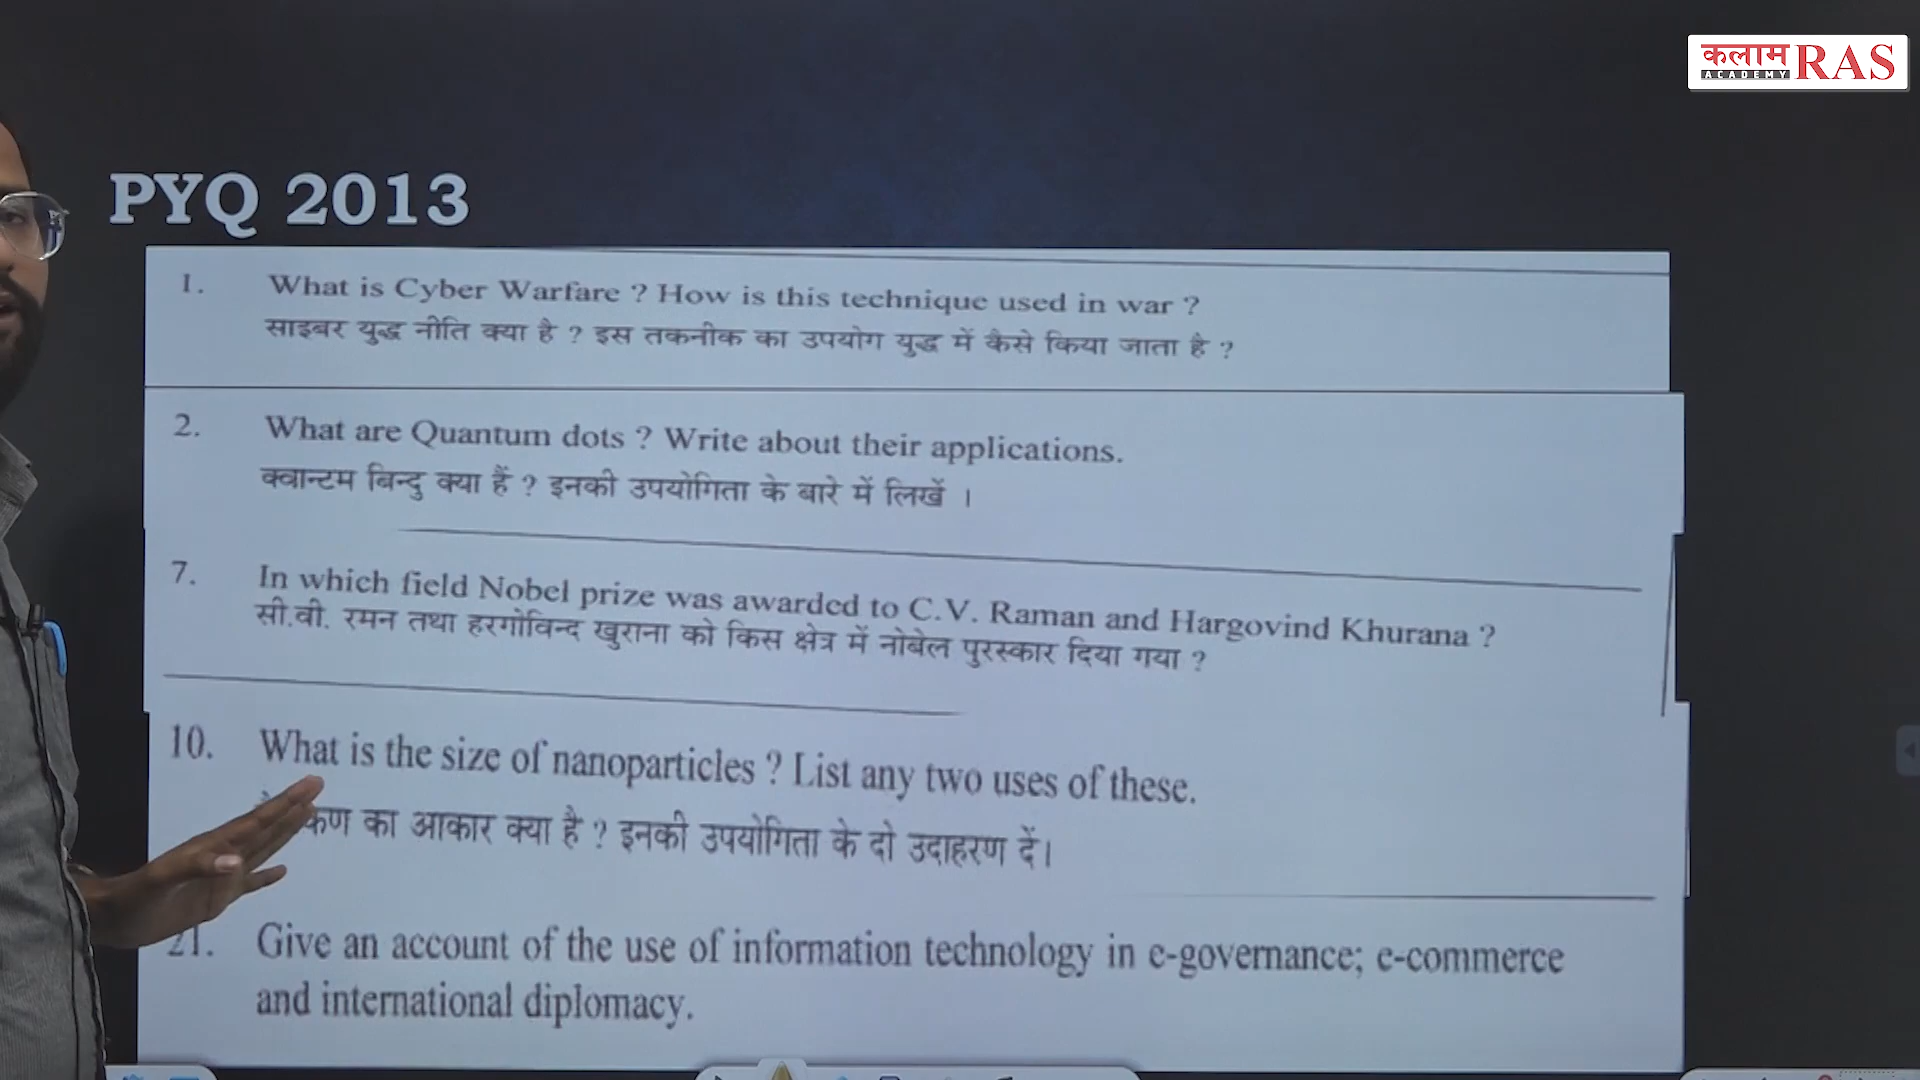 कलाम RAS
ACADEMY
PYQ 2013
1. What is Cyber Warfare ? How is this technique used in war ?
साइबर युद्ध नीति क्या है ? इस तकनीक का उपयोग युद्ध में कैसे किया जाता है ?
2. What are Quantum dots ? Write about their applications.
क्वान्टम बिन्दु क्या हैं ? इनकी उपयोगिता के बारे में लिखें ।
7. In which field Nobel prize was awarded to C.V. Raman and Hargovind Khurana ?
सी.वी. रमन तथा हरगोविन्द खुराना को किस क्षेत्र में नोबेल पुरस्कार दिया गया ?
10. What is the size of nanoparticles ? List any two uses of these.
कण का आकार क्या है ? इनकी उपयोगिता के दो उदाहरण दें।
21. Give an account of the use of information technology in e-governance; e-commerce
and international diplomacy.